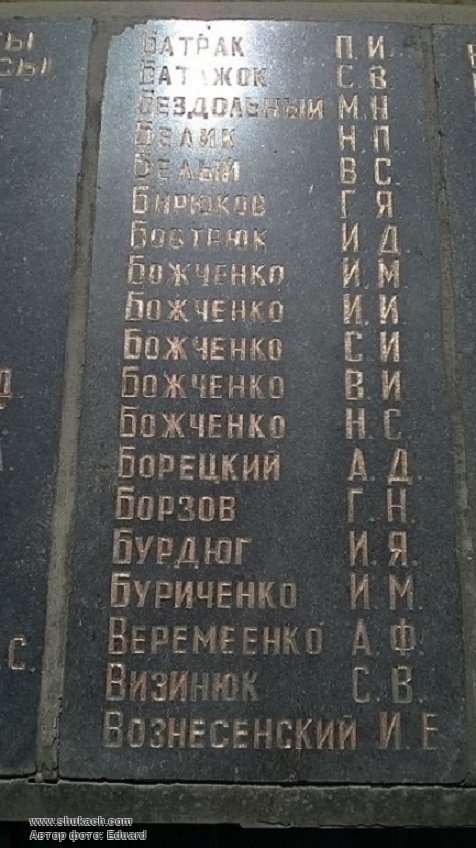 БАТРАК П. И.
БАТАЖОК С. В.
БЕЗДОЛЬНЫЙ М. Н
БЕЛИК Н. П.
БЕЛЫЙ В С.
БИРЮКОВ Г Я
БОВТРЮК И. Д
БОЖЧЕНКО И. М.
БОЖЧЕНКО И. И
БОЖЧЕНКО С. И.
БОЖЧЕНКО В. И
БОЖЧЕНКО Н. С.
БОРЕЦКИЙ А. Д.
БОРЗОВ Г. Н.
БУРДЮГ И. Я.
БУРИЧЕНКО И. М.
ВЕРЕМЕЕНКО А. Ф.
ВИЗИНЮК С. В.
ВОЗНЕСЕНСКИЙ И. Е
www.shukach.com
Автор фото: Eduard